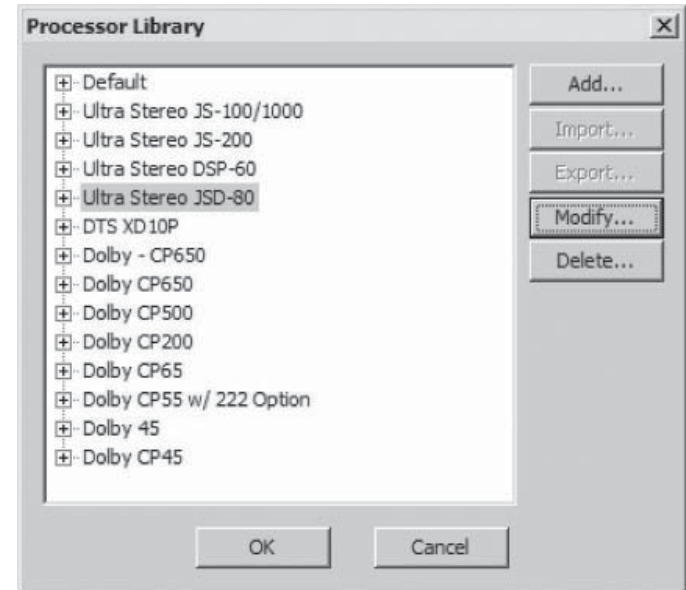 Processor Library
Default
Ultra Stereo JS-100/1000
Ultra Stereo JS-200
Ultra Stereo DSP-60
Ultra Stereo JSD-80
DTS XD10P
Dolby - CP650
Dolby CP650
Dolby CP500
Dolby CP200
Dolby CP65
Dolby CP55 w/ 222 Option
Dolby 45
Dolby CP45
Add...
Import...
Export...
Modify...
Delete...
OK
Cancel